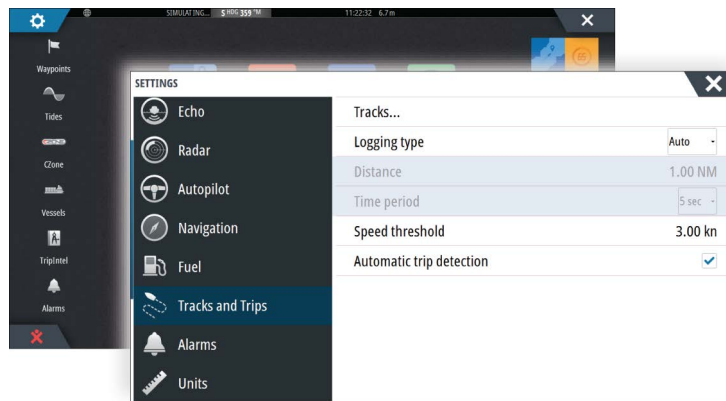 SIMULATING... S HDG 359 °M 11:22:32 6.7 m
Waypoints
Tides
CZone
CZone
Vessels
TripIntel
Alarms
SETTINGS
Echo
Radar
Autopilot
Navigation
Fuel
Tracks and Trips
Alarms
Units
Tracks...
Logging type Auto
Distance 1.00 NM
Time period 5 sec
Speed threshold 3.00 kn
Automatic trip detection